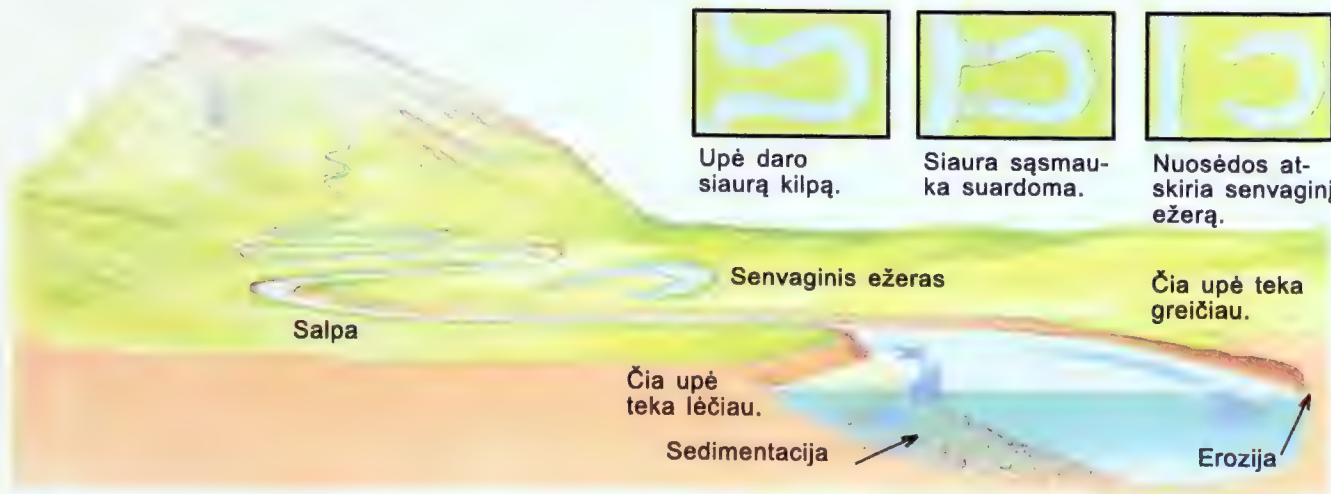 Upė daro
siaurą kilpą.
Siaura sąsmau-
ka suardoma.
Nuosėdos at-
skiria senvaginį
ežerą.
Senvaginis ežeras
Čia upė teka
greičiau.
Salpa
Čia upė
teka lėčiau.
Sedimentacija
Erozija